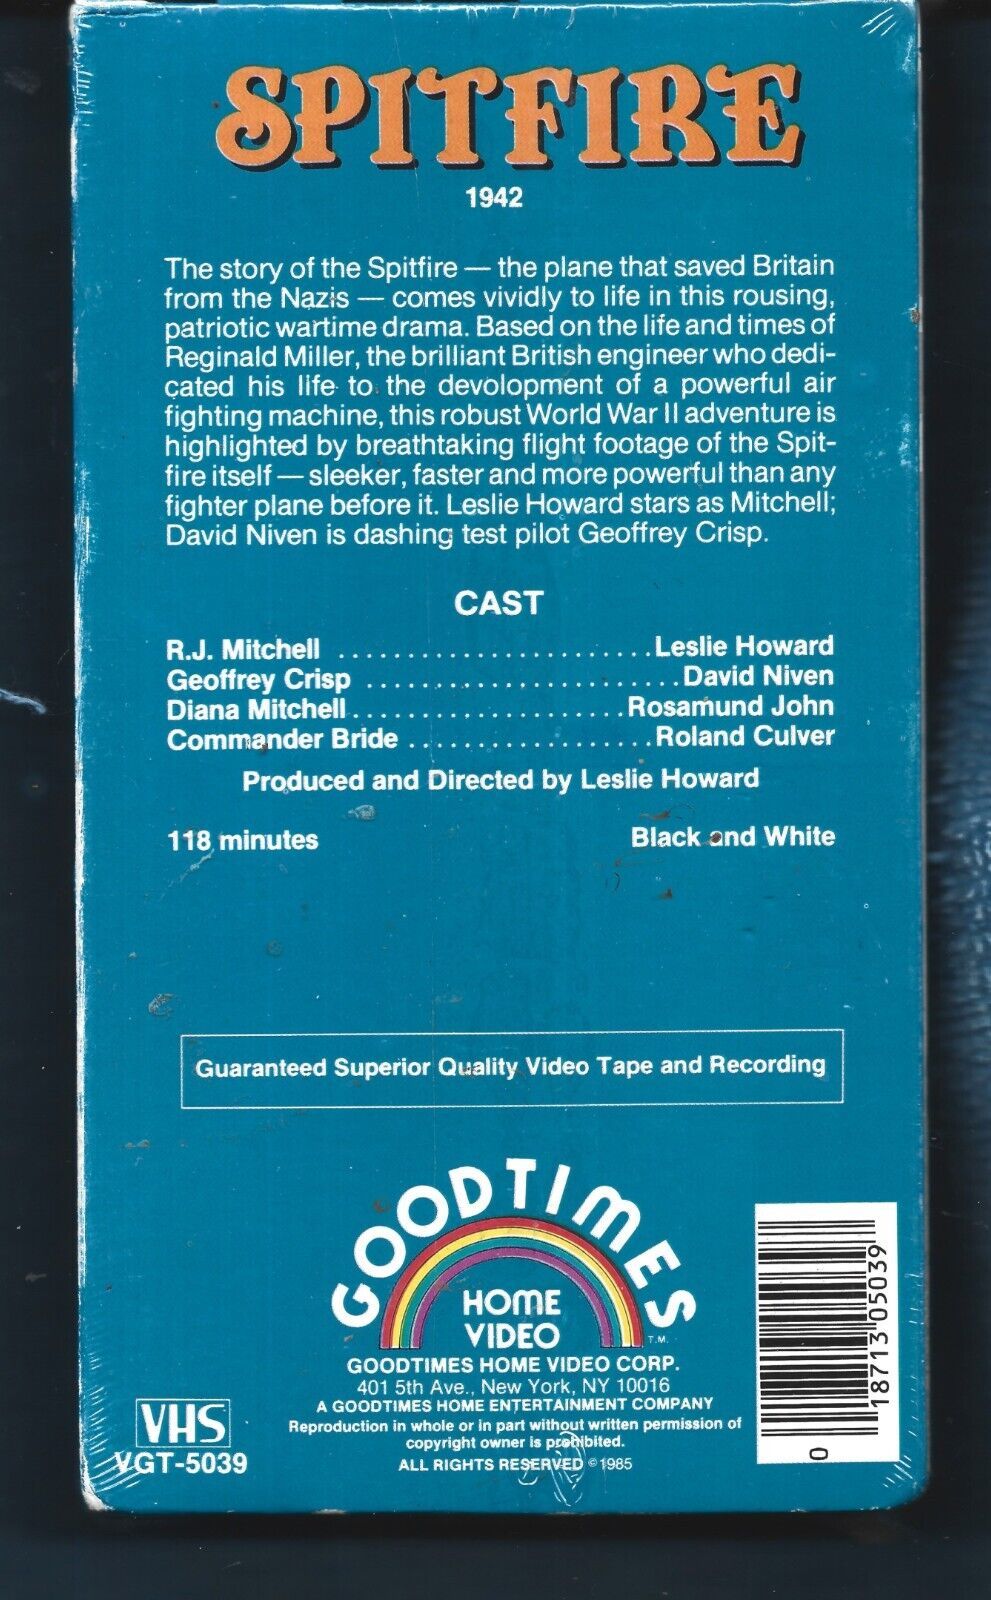 SPITFIRE
1942
The story of the Spitfire — the plane that saved Britain
from the Nazis — comes vividly to life in this rousing,
patriotic wartime drama. Based on the life and times of
Reginald Miller, the brilliant British engineer who dedi-
cated his life to the devolopment of a powerful air
fighting machine, this robust World War II adventure is
highlighted by breathtaking flight footage of the Spit-
fire itself — sleeker, faster and more powerful than any
fighter plane before it. Leslie Howard stars as Mitchell;
David Niven is dashing test pilot Geoffrey Crisp.
CAST
R.J. Mitchell ........................ Leslie Howard
Geoffrey Crisp ........................ David Niven
Diana Mitchell ..................... Rosamund John
Commander Bride .................. Roland Culver
Produced and Directed by Leslie Howard
118 minutes Black and White
Guaranteed Superior Quality Video Tape and Recording
GOODTIMES
HOME
VIDEO
T.M.
GOODTIMES HOME VIDEO CORP.
401 5th Ave., New York, NY 10016
A GOODTIMES HOME ENTERTAINMENT COMPANY
Reproduction in whole or in part without written permission of
copyright owner is prohibited.
ALL RIGHTS RESERVED ©1985
VHS
VGT-5039
0 18713 05039